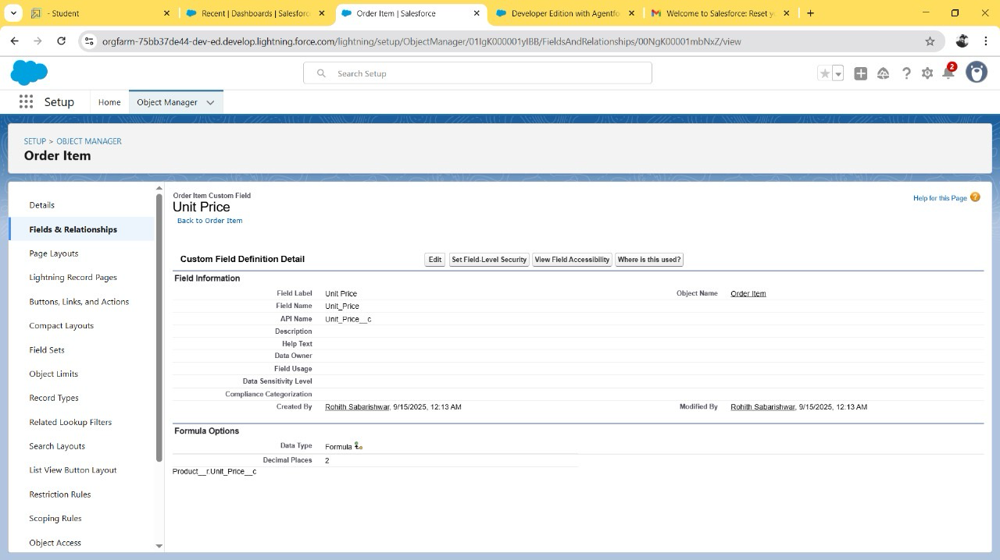 - Student
Recent | Dashboards | Salesforc
Order Item | Salesforce
Developer Edition with Agentfo
Welcome to Salesforce: Reset y
orgfarm-75bb37de44-dev-ed.develop.lightning.force.com/lightning/setup/ObjectManager/01IgK000001yIBB/FieldsAndRelationships/00NgK00001mbNxZ/view
Search Setup
2
Setup
Home
Object Manager
SETUP > OBJECT MANAGER
Order Item
Details
Fields & Relationships
Page Layouts
Lightning Record Pages
Buttons, Links, and Actions
Compact Layouts
Field Sets
Object Limits
Record Types
Related Lookup Filters
Search Layouts
List View Button Layout
Restriction Rules
Scoping Rules
Object Access
Order Item Custom Field
Unit Price
Back to Order Item
Help for this Page
Custom Field Definition Detail
Edit
Set Field-Level Security
View Field Accessibility
Where is this used?
Field Information
Field Label Unit Price
Object Name Order Item
Field Name Unit_Price
API Name Unit_Price__c
Description
Help Text
Data Owner
Field Usage
Data Sensitivity Level
Compliance Categorization
Created By Rohith Sabarishwar, 9/15/2025, 12:13 AM
Modified By Rohith Sabarishwar, 9/15/2025, 12:13 AM
Formula Options
Data Type Formula
Decimal Places 2
Product__r.Unit_Price__c